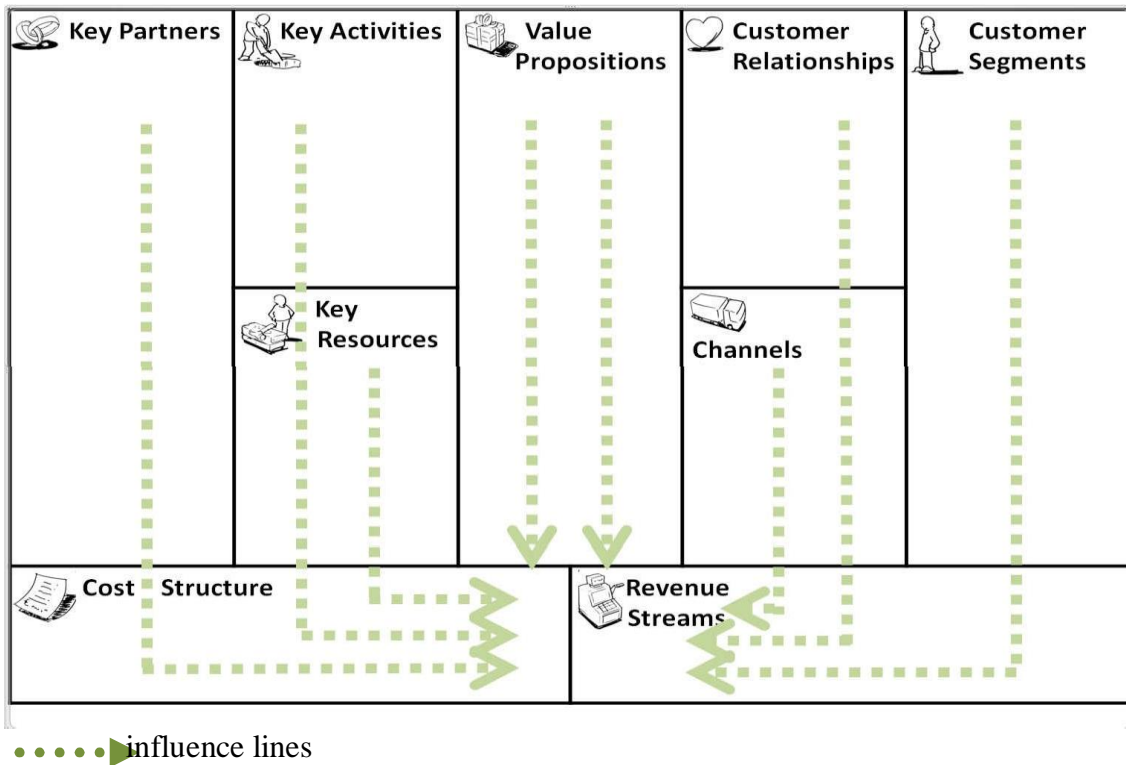 Key Partners
Key Activities
Value
Propositions
Customer
Relationships
Customer
Segments
Key
Resources
Channels
Cost Structure
Revenue
Streams
influence lines